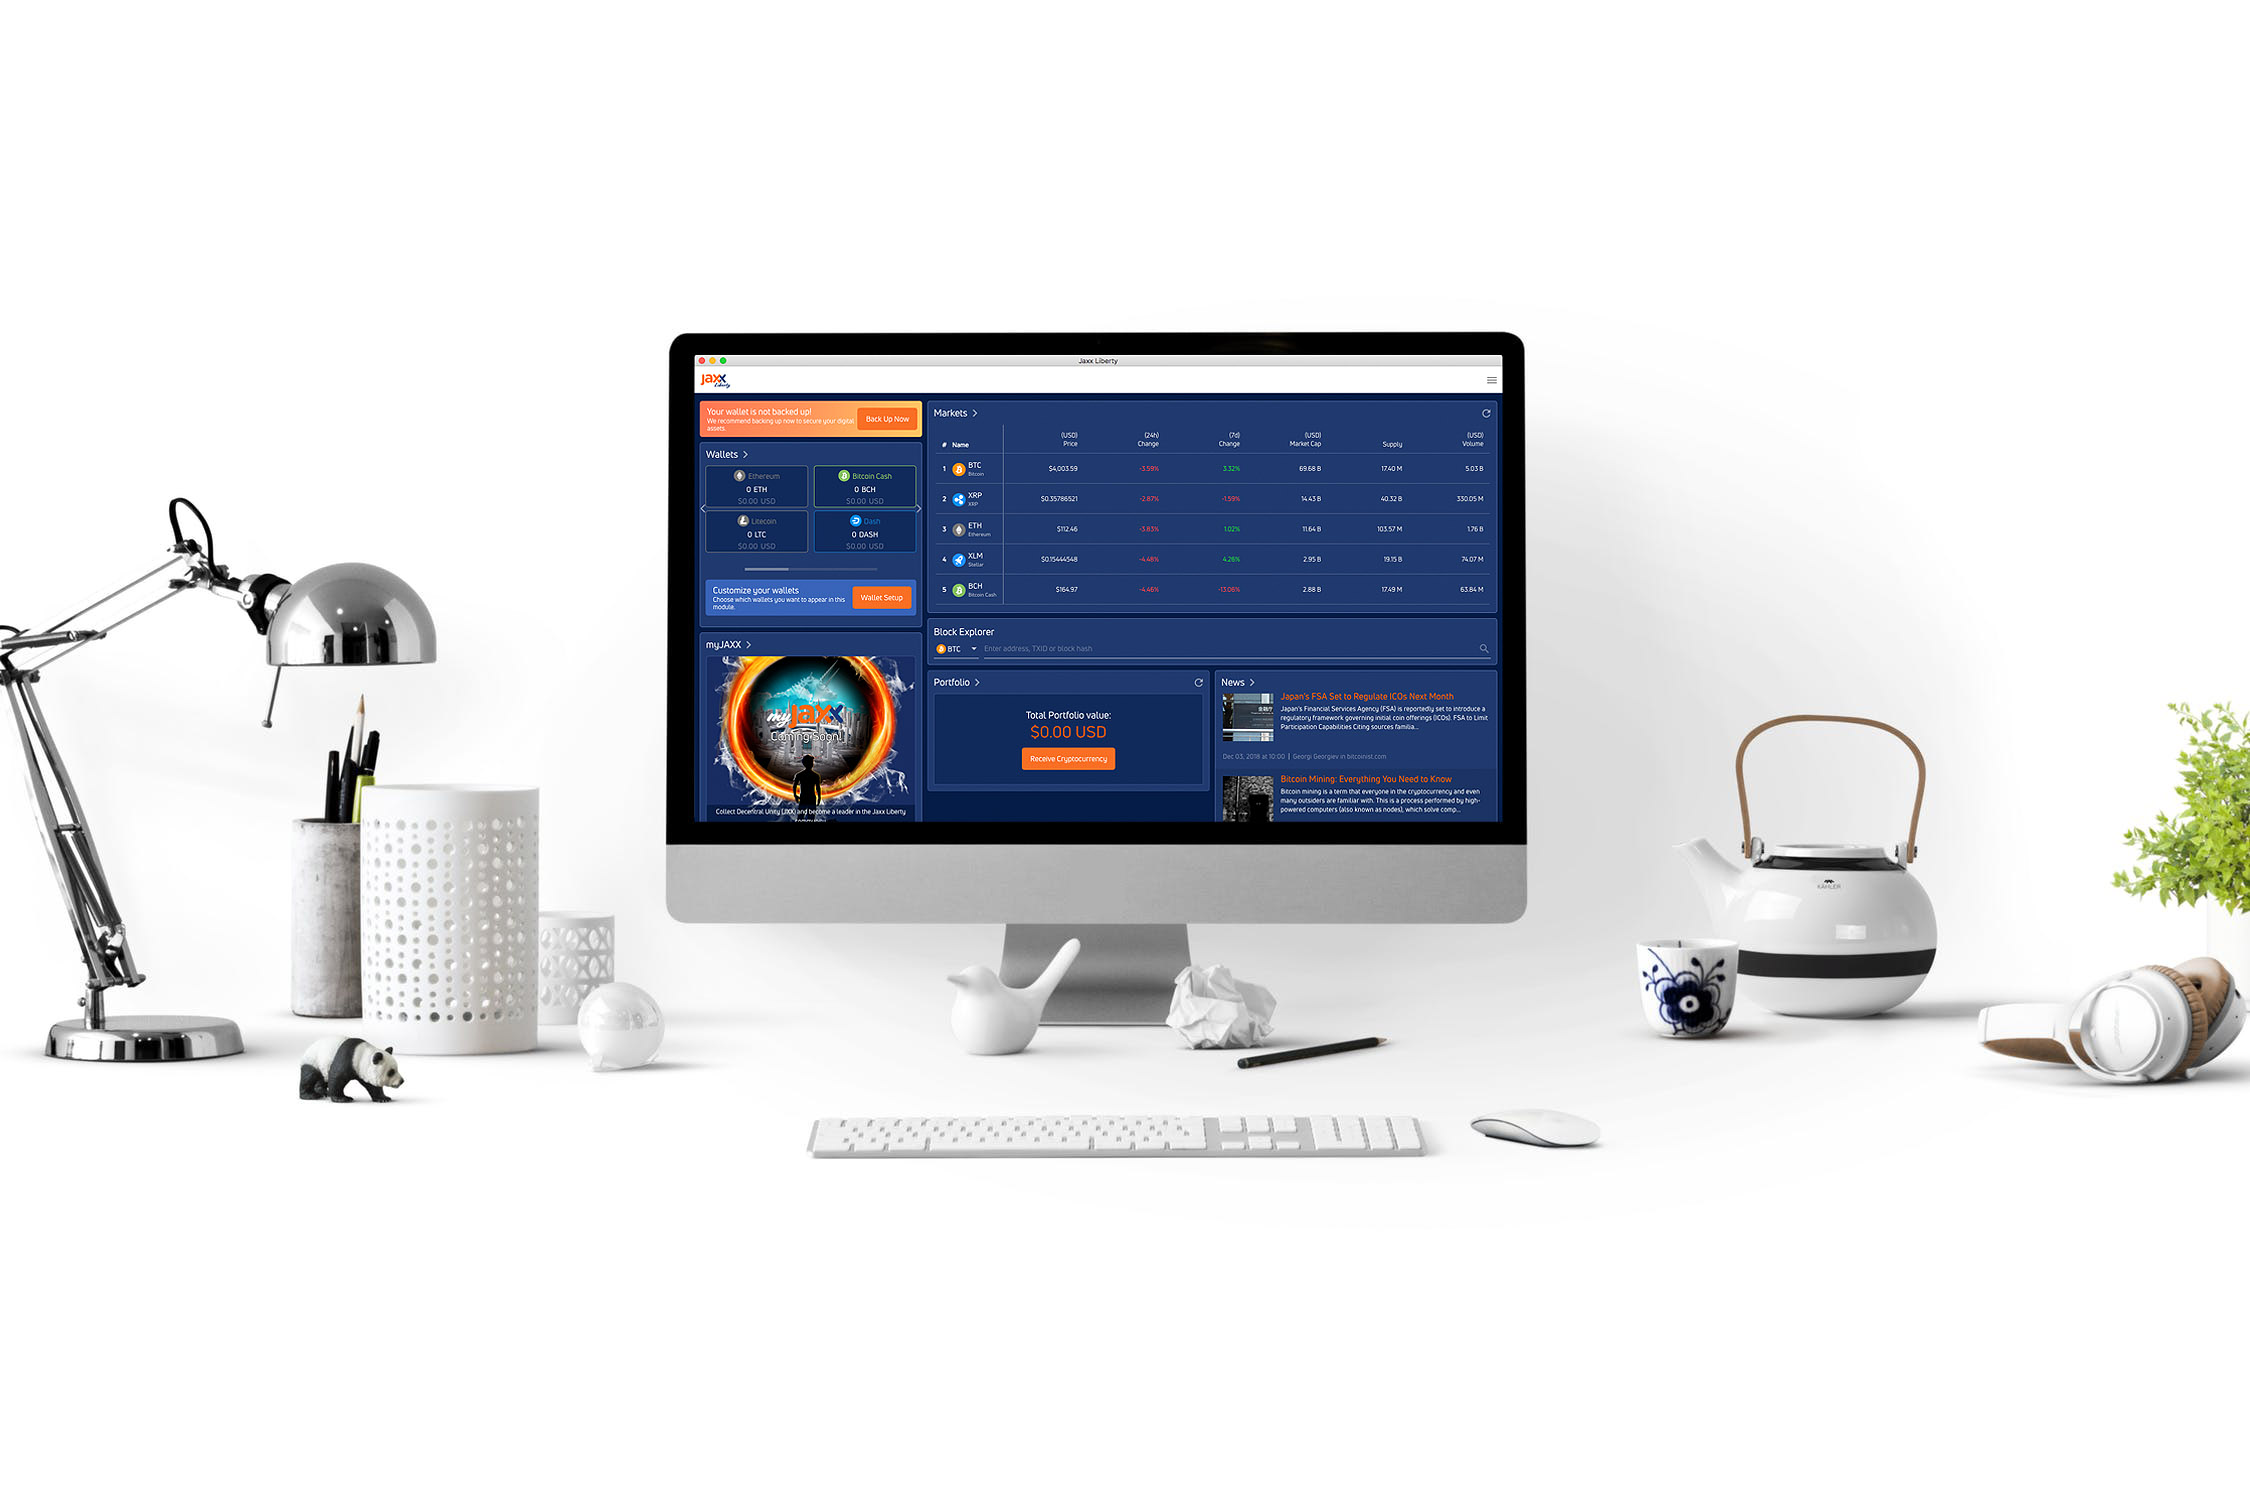 Jaxx Liberty
jaxx
Liberty
Your wallet is not backed up!
We recommend backing up now to secure your digital
assets.
Back Up Now
Wallets
Ethereum
0 ETH
$0.00 USD
Bitcoin Cash
0 BCH
$0.00 USD
Litecoin
0 LTC
$0.00 USD
Dash
0 DASH
$0.00 USD
Customize your wallets
Choose which wallets you want to appear in this
module.
Wallet Setup
myJAXX
myJaxx
Coming Soon!
Collect Decentral Unity (JXX) and become a leader in the Jaxx Liberty
Markets
# Name (USD) Price (24h) Change (7d) Change (USD) Market Cap Supply (USD) Volume
1 BTC Bitcoin $4,003.59 -3.59% 3.32% 69.68 B 17.40 M 5.03 B
2 XRP XRP $0.35786521 -2.87% -1.59% 14.43 B 40.32 B 330.05 M
3 ETH Ethereum $112.46 -3.83% 1.02% 11.64 B 103.57 M 1.76 B
4 XLM Stellar $0.15444548 -4.48% 4.26% 2.95 B 19.15 B 74.07 M
5 BCH Bitcoin Cash $164.97 -4.46% -13.06% 2.88 B 17.49 M 63.84 M
Block Explorer
BTC Enter address, TXID or block hash
Portfolio
Total Portfolio value:
$0.00 USD
Receive Cryptocurrency
News
Japan's FSA Set to Regulate ICOs Next Month
Japan's Financial Services Agency (FSA) is reportedly set to introduce a
regulatory framework governing initial coin offerings (ICOs). FSA to Limit
Participation Capabilities Citing sources familia...
Dec 03, 2018 at 10:00 | Georgi Georgiev in bitcoinist.com
Bitcoin Mining: Everything You Need to Know
Bitcoin mining is a term that everyone in the cryptocurrency and even
many outsiders are familiar with. This is a process performed by high-
powered computers (also known as nodes), which solve comp...
KÄHLER